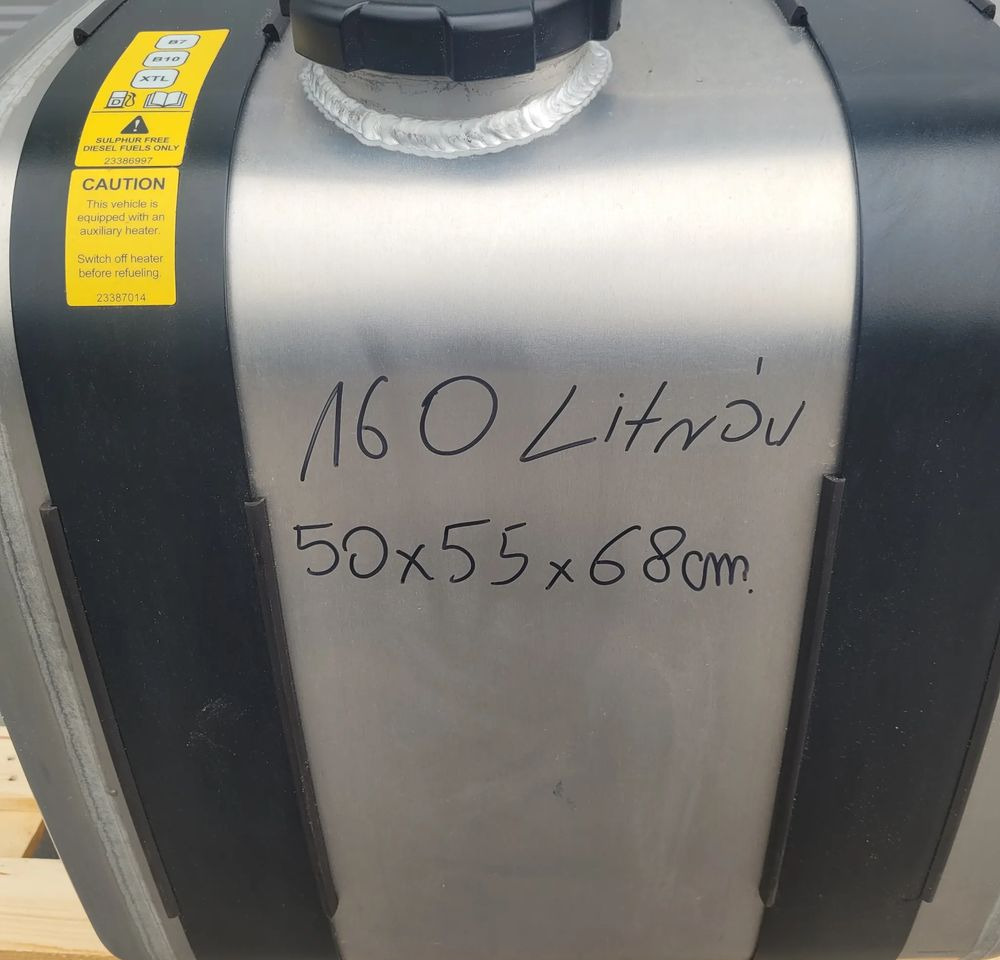 B7
B10
XTL
D
SULPHUR FREE
DIESEL FUELS ONLY
23386997
CAUTION
This vehicle is
equipped with an
auxiliary heater.
Switch off heater
before refueling.
23387014
160 Litrów
50x55x68cm.